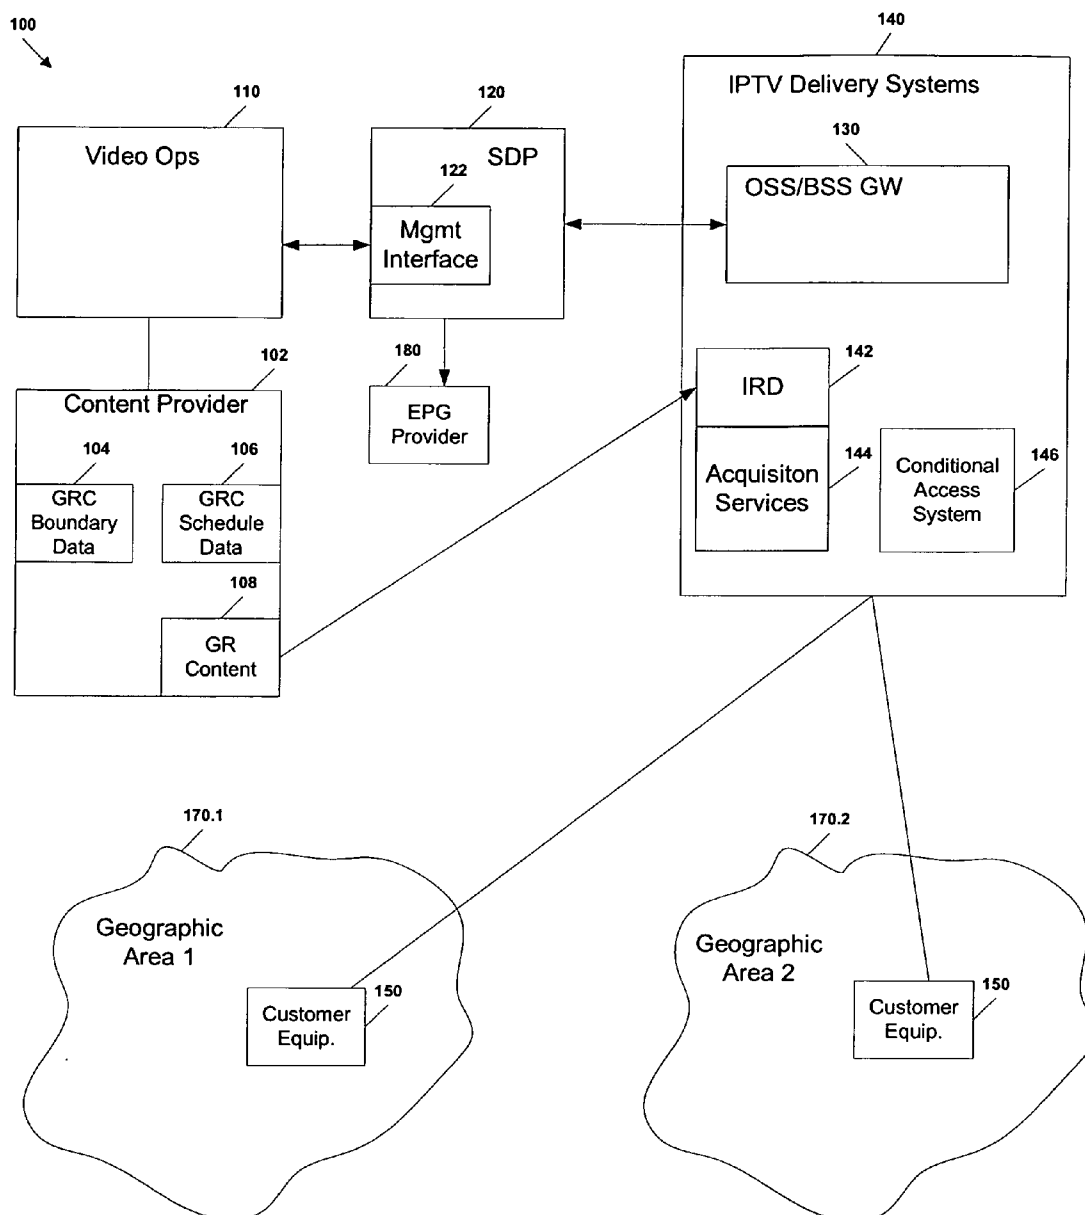 100
140
110
120
IPTV Delivery Systems
Video Ops
SDP
130
OSS/BSS GW
122
Mgmt
Interface
102
180
142
Content Provider
EPG
Provider
IRD
104
106
144
146
GRC
Boundary
Data
GRC
Schedule
Data
Acquisiton
Services
Conditional
Access
System
108
GR
Content
170.1
170.2
Geographic
Area 1
Geographic
Area 2
150
Customer
Equip.
150
Customer
Equip.